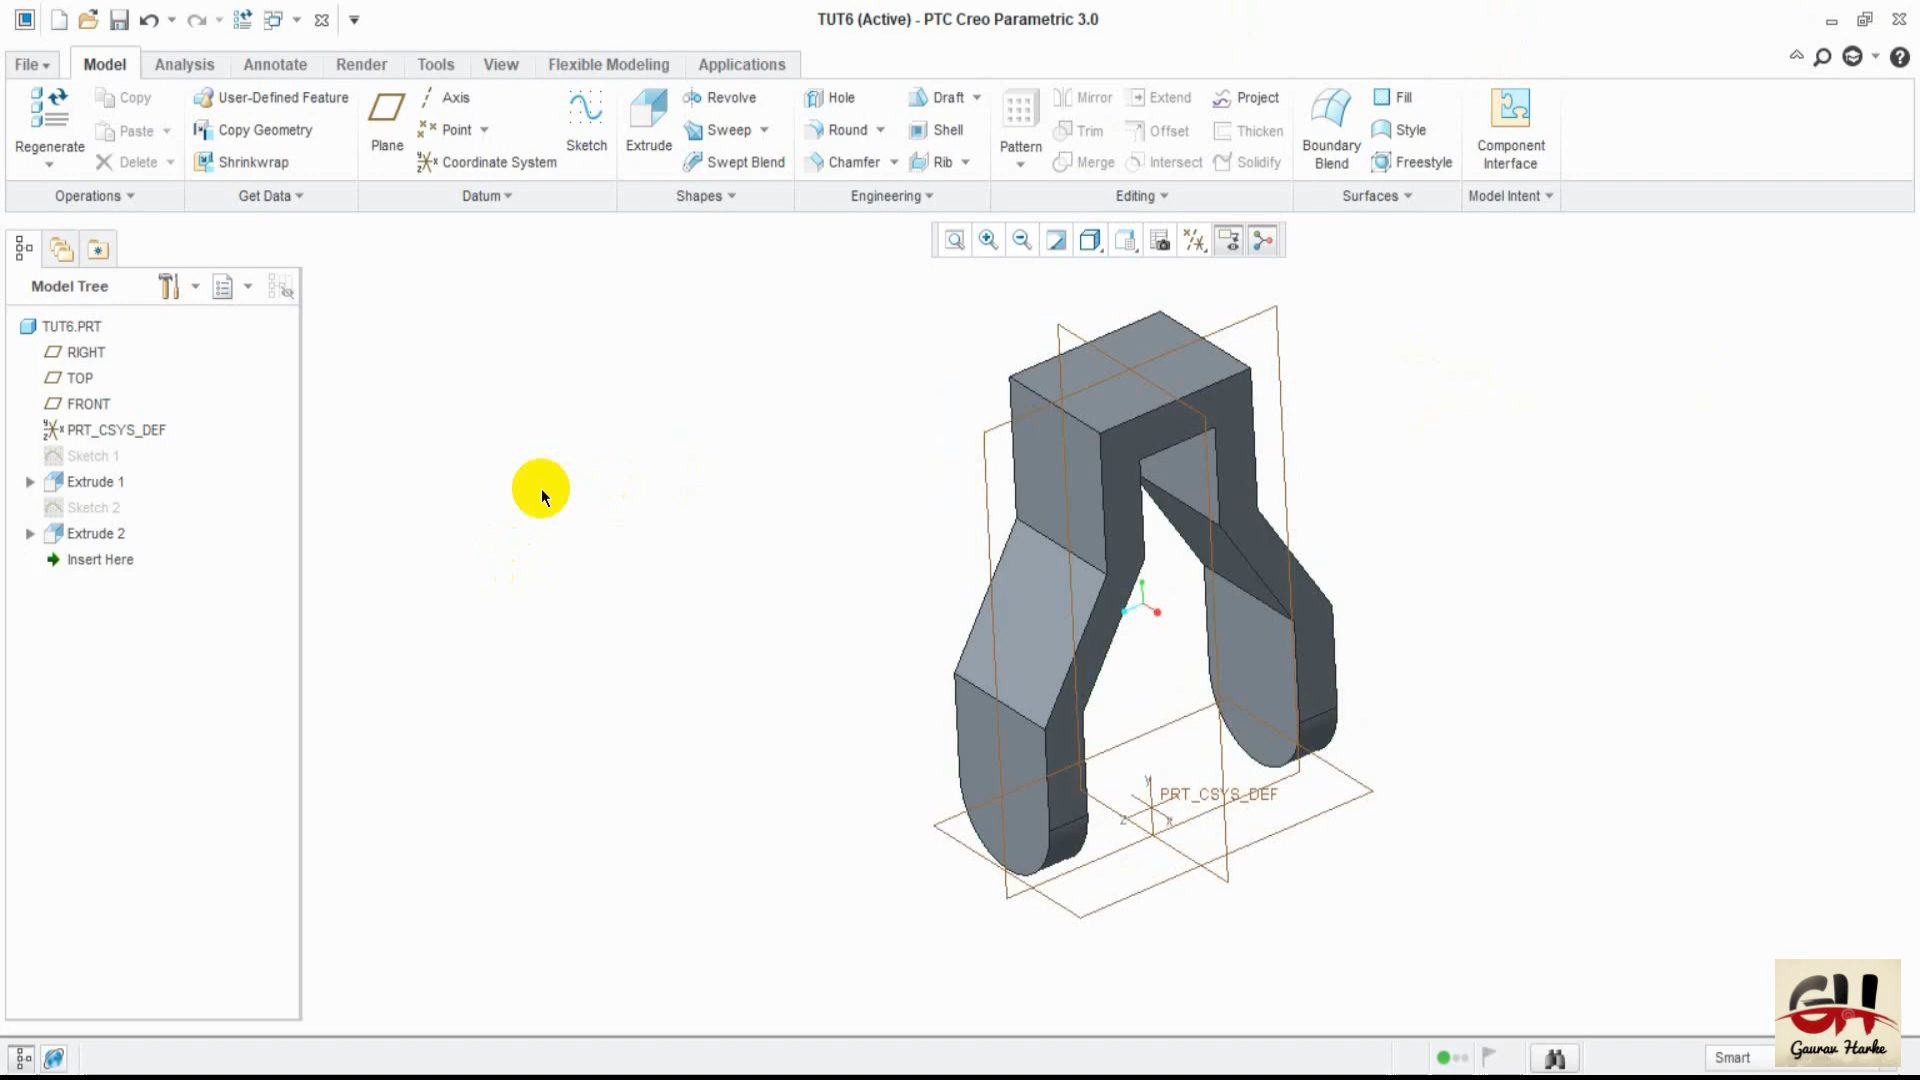 TUT6 (Active) - PTC Creo Parametric 3.0
File Model Analysis Annotate Render Tools View Flexible Modeling Applications
Regenerate
Copy
Paste
Delete
Operations
User-Defined Feature
Copy Geometry
Shrinkwrap
Get Data
Plane
Axis
Point
Coordinate System
Sketch
Datum
Extrude
Revolve
Sweep
Swept Blend
Shapes
Hole
Round
Chamfer
Draft
Shell
Rib
Engineering
Pattern
Mirror
Trim
Merge
Extend
Offset
Intersect
Project
Thicken
Solidify
Editing
Boundary
Blend
Fill
Style
Freestyle
Surfaces
Component
Interface
Model Intent
Model Tree
TUT6.PRT
RIGHT
TOP
FRONT
PRT_CSYS_DEF
Sketch 1
Extrude 1
Sketch 2
Extrude 2
Insert Here
y
PRT_CSYS_DEF
z
x
GH
Gaurav Harke
Smart